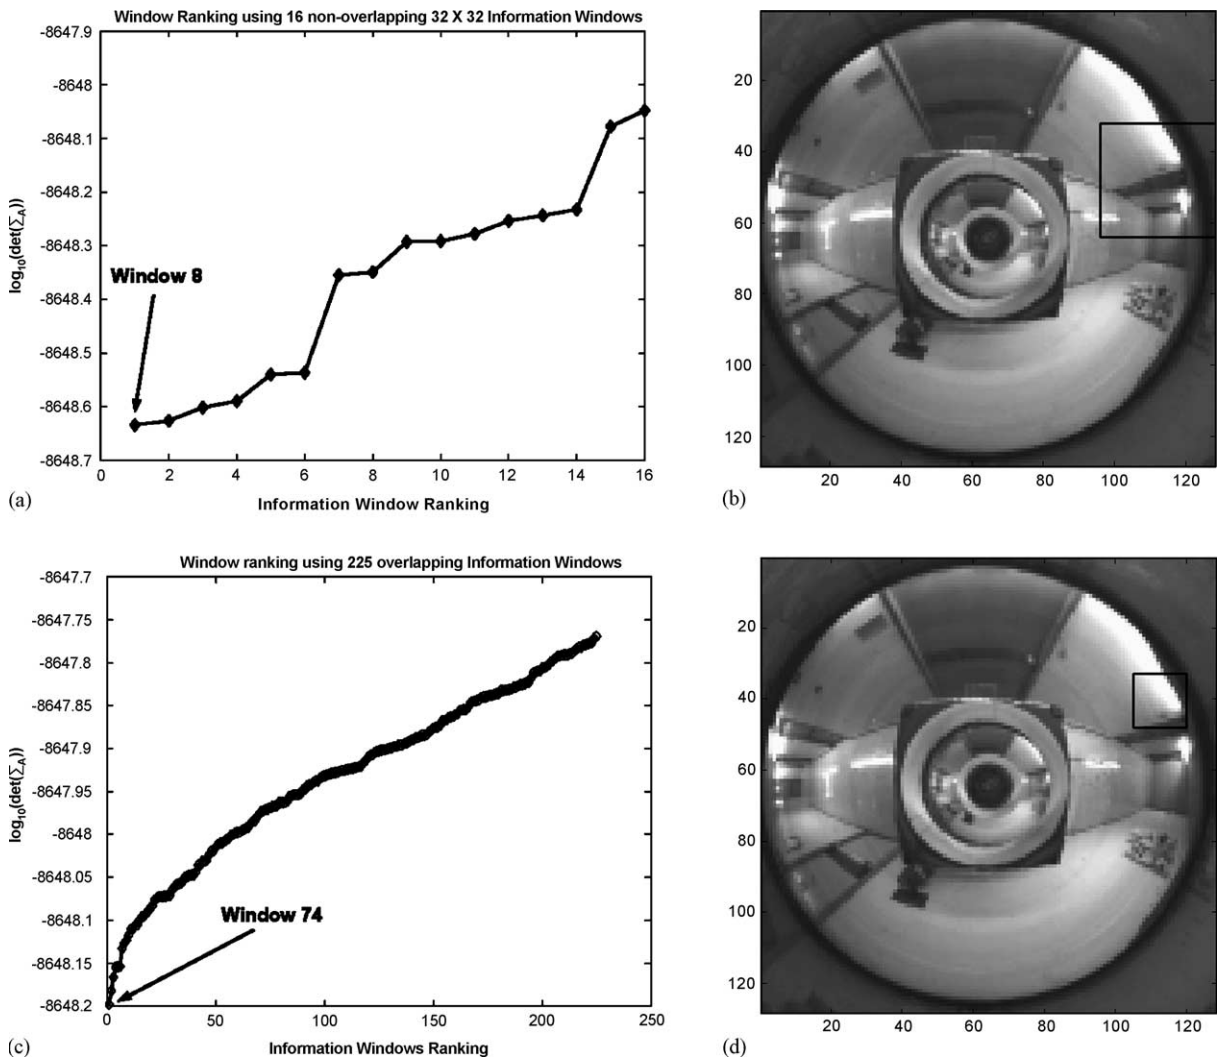 Window Ranking using 16 non-overlapping 32 X 32 Information Windows
-8647.9
-8648
-8648.1
-8648.2
-8648.3
-8648.4
-8648.5
-8648.6
-8648.7
log10(det(∑A))
Window 8
0 2 4 6 8 10 12 14 16
Information Window Ranking
(a)
20
40
60
80
100
120
20 40 60 80 100 120
(b)
Window ranking using 225 overlapping Information Windows
-8647.7
-8647.75
-8647.8
-8647.85
-8647.9
-8647.95
-8648
-8648.05
-8648.1
-8648.15
-8648.2
log10(det(∑A))
Window 74
0 50 100 150 200 250
Information Windows Ranking
(c)
20
40
60
80
100
120
20 40 60 80 100 120
(d)